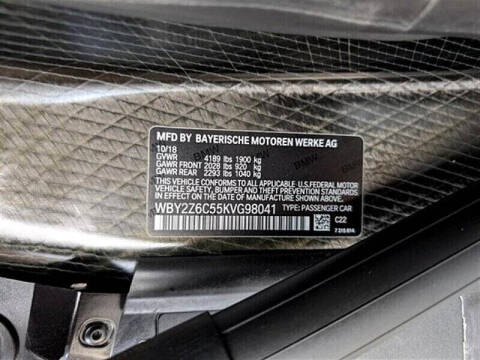 MFD BY BAYERISCHE MOTOREN WERKE AG
10/18
GVWR 4189 lbs 1900 kg
GAWR FRONT 2028 lbs 920 kg
GAWR REAR 2293 lbs 1040 kg
THIS VEHICLE CONFORMS TO ALL APPLICABLE U.S. FEDERAL MOTOR
VEHICLE SAFETY, BUMPER, AND THEFT PREVENTION
STANDARDS IN EFFECT ON THE DATE OF MANUFACTURE SHOWN ABOVE.
WBY2Z6C55KVG98041 TYPE: PASSENGER CAR
C22